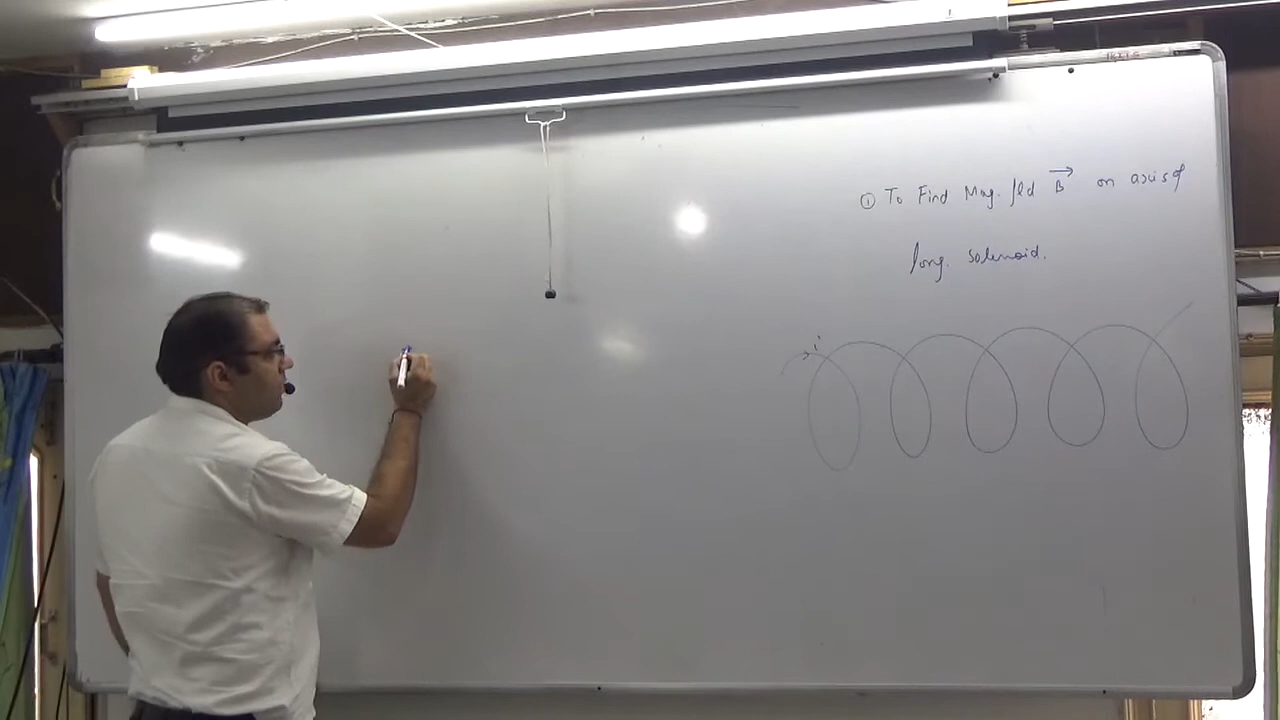 ① To Find Mag. fld B⃗ on axis of
long. solenoid.
i